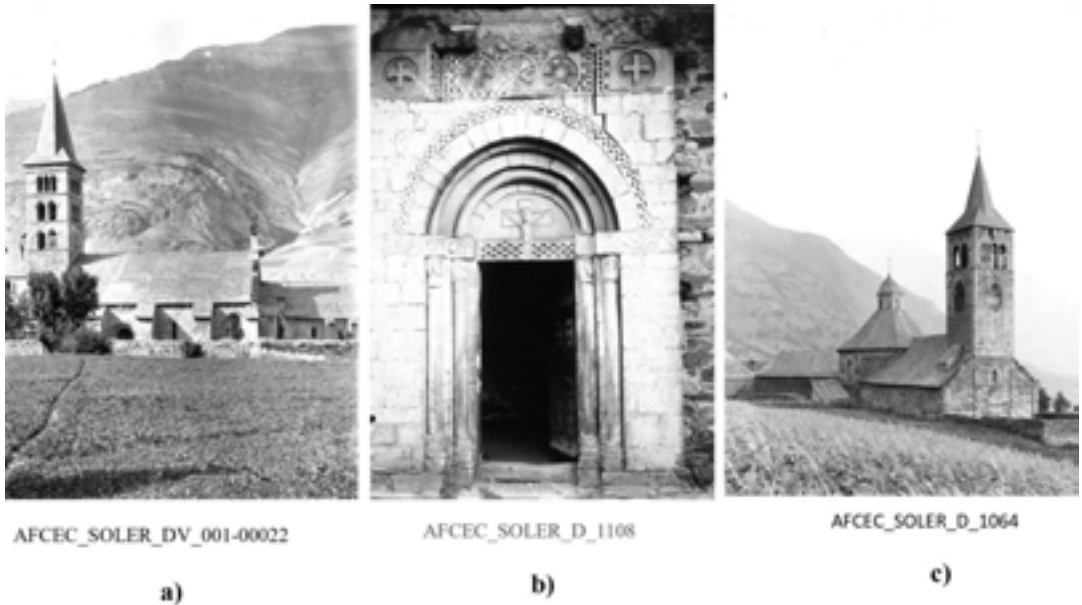 AFCEC_SOLER_DV_001-00022
AFCEC_SOLER_D_1108
AFCEC_SOLER_D_1064
a)
b)
c)